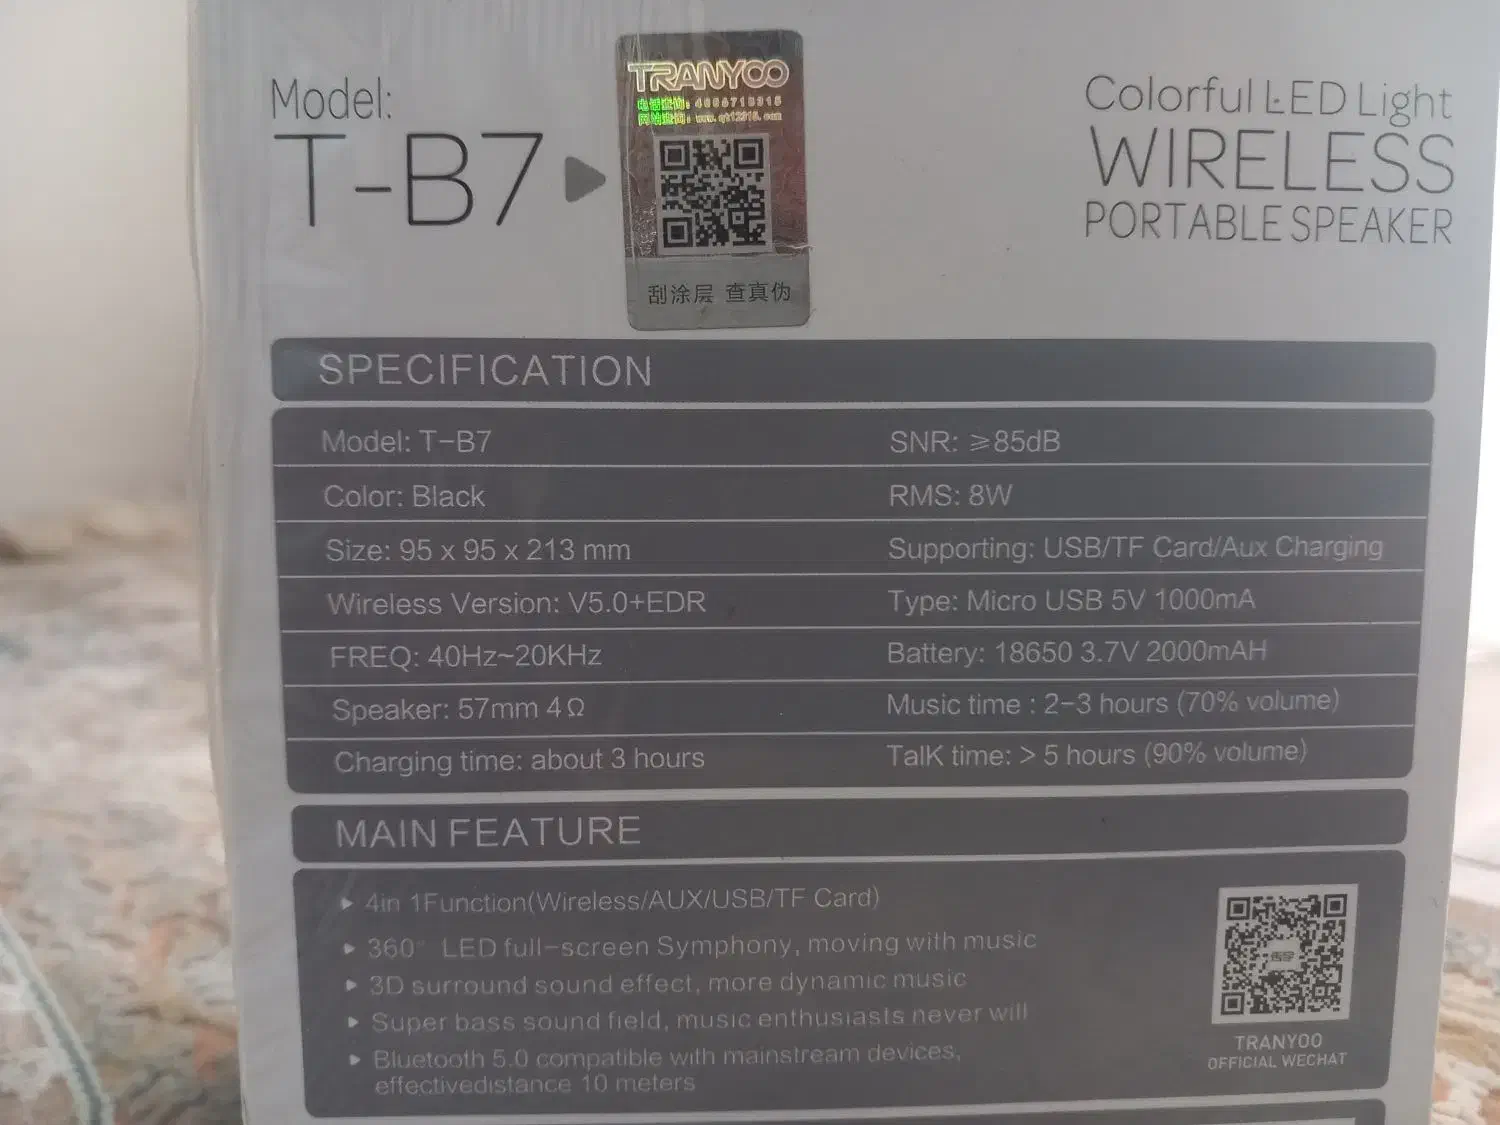 Model:
T-B7
TRANYOO
电话查询: 4006710315
刮涂层 查真伪
Colorful LED Light
WIRELESS
PORTABLE SPEAKER
SPECIFICATION
Model: T-B7
SNR: ≥85dB
Color: Black
RMS: 8W
Size: 95 x 95 x 213 mm
Supporting: USB/TF Card/Aux Charging
Wireless Version: V5.0+EDR
Type: Micro USB 5V 1000mA
FREQ: 40Hz~20KHz
Battery: 18650 3.7V 2000mAH
Speaker: 57mm 4Ω
Music time : 2-3 hours (70% volume)
Charging time: about 3 hours
TalK time: > 5 hours (90% volume)
MAIN FEATURE
4in 1Function(Wireless/AUX/USB/TF Card)
360° LED full-screen Symphony, moving with music
3D surround sound effect, more dynamic music
Super bass sound field, music enthusiasts never will
Bluetooth 5.0 compatible with mainstream devices,
effectivedistance 10 meters
TRANYOO
OFFICIAL WECHAT